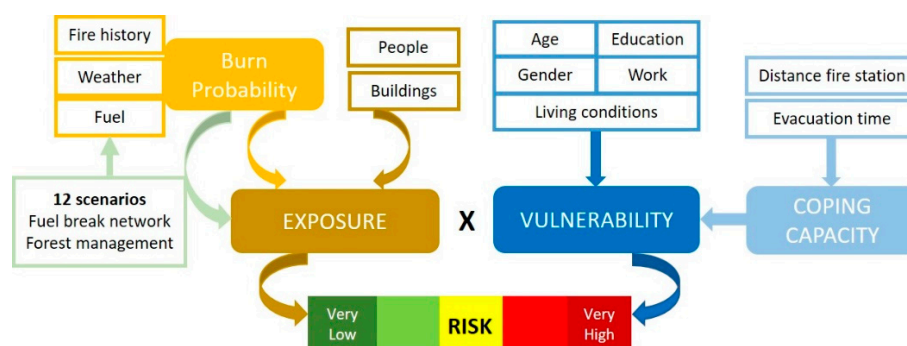 Fire history
Weather
Fuel
Burn
Probability
People
Buildings
Age
Education
Gender
Work
Living conditions
Distance fire station
Evacuation time
12 scenarios
Fuel break network
Forest management
EXPOSURE
X
VULNERABILITY
COPING
CAPACITY
Very
Low
RISK
Very
High